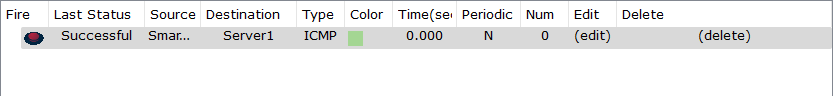 Fire Last Status Source Destination Type Color Time(sec Periodic Num Edit Delete
Successful Smar... Server1 ICMP 0.000 N 0 (edit) (delete)